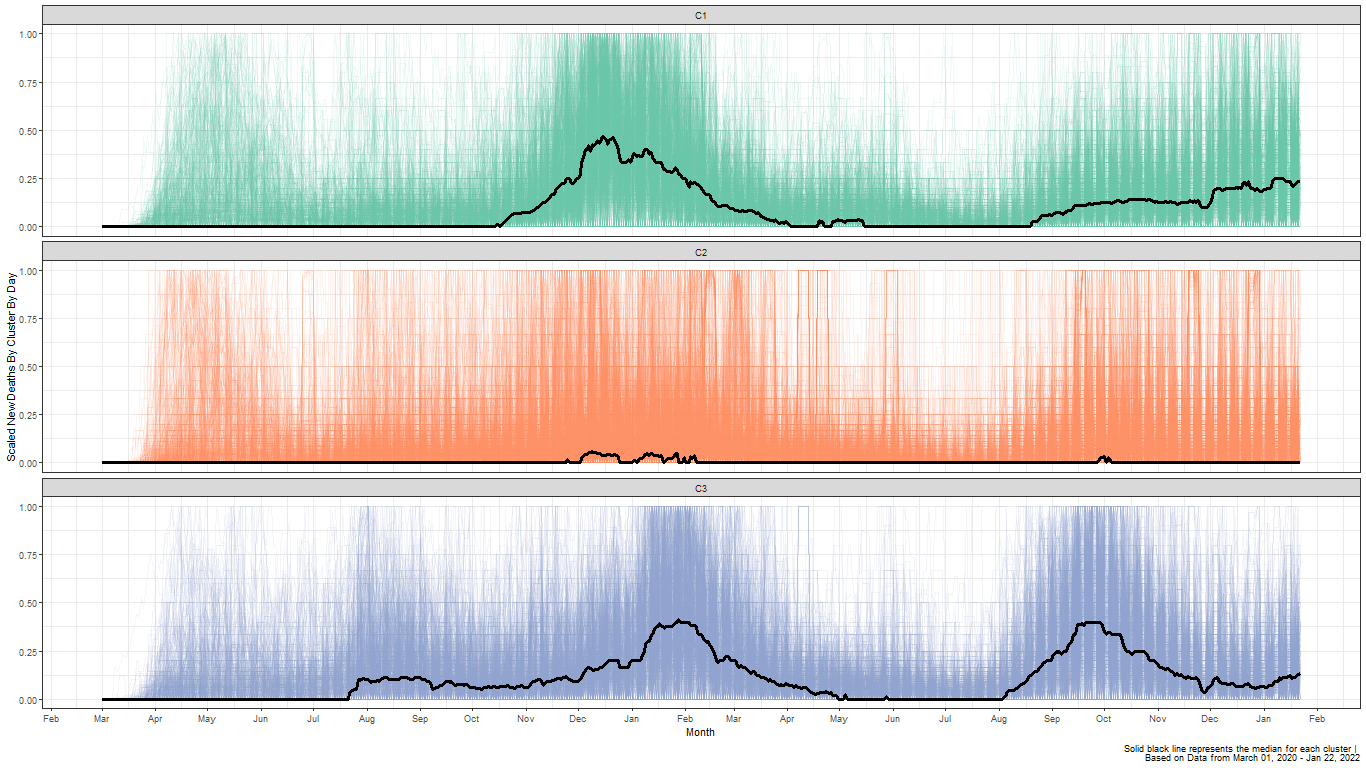 C1
1.00
0.75
0.50
0.25
0.00
C2
1.00
0.75
0.50
0.25
0.00
C3
1.00
0.75
0.50
0.25
0.00
Scaled New Deaths By Cluster By Day
Feb Mar Apr May Jun Jul Aug Sep Oct Nov Dec Jan Feb Mar Apr May Jun Jul Aug Sep Oct Nov Dec Jan Feb
Month
Solid black line represents the median for each cluster |
Based on Data from March 01, 2020 - Jan 22, 2022